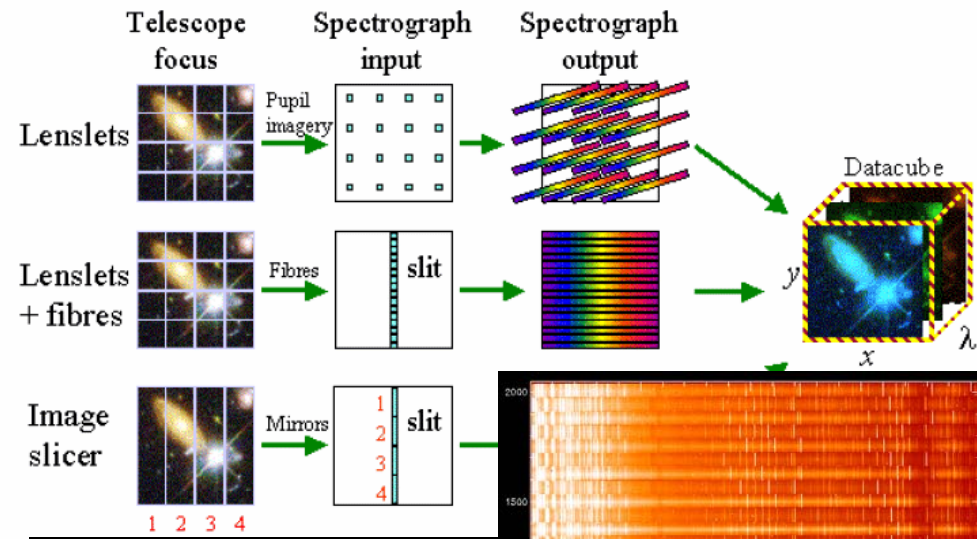 Telescope focus
Spectrograph input
Spectrograph output
Lenslets
Pupil imagery
Datacube
y
x
λ
Lenslets + fibres
Fibres
slit
Image slicer
Mirrors
1
2
3
4
slit
1 2 3 4
2000
1500